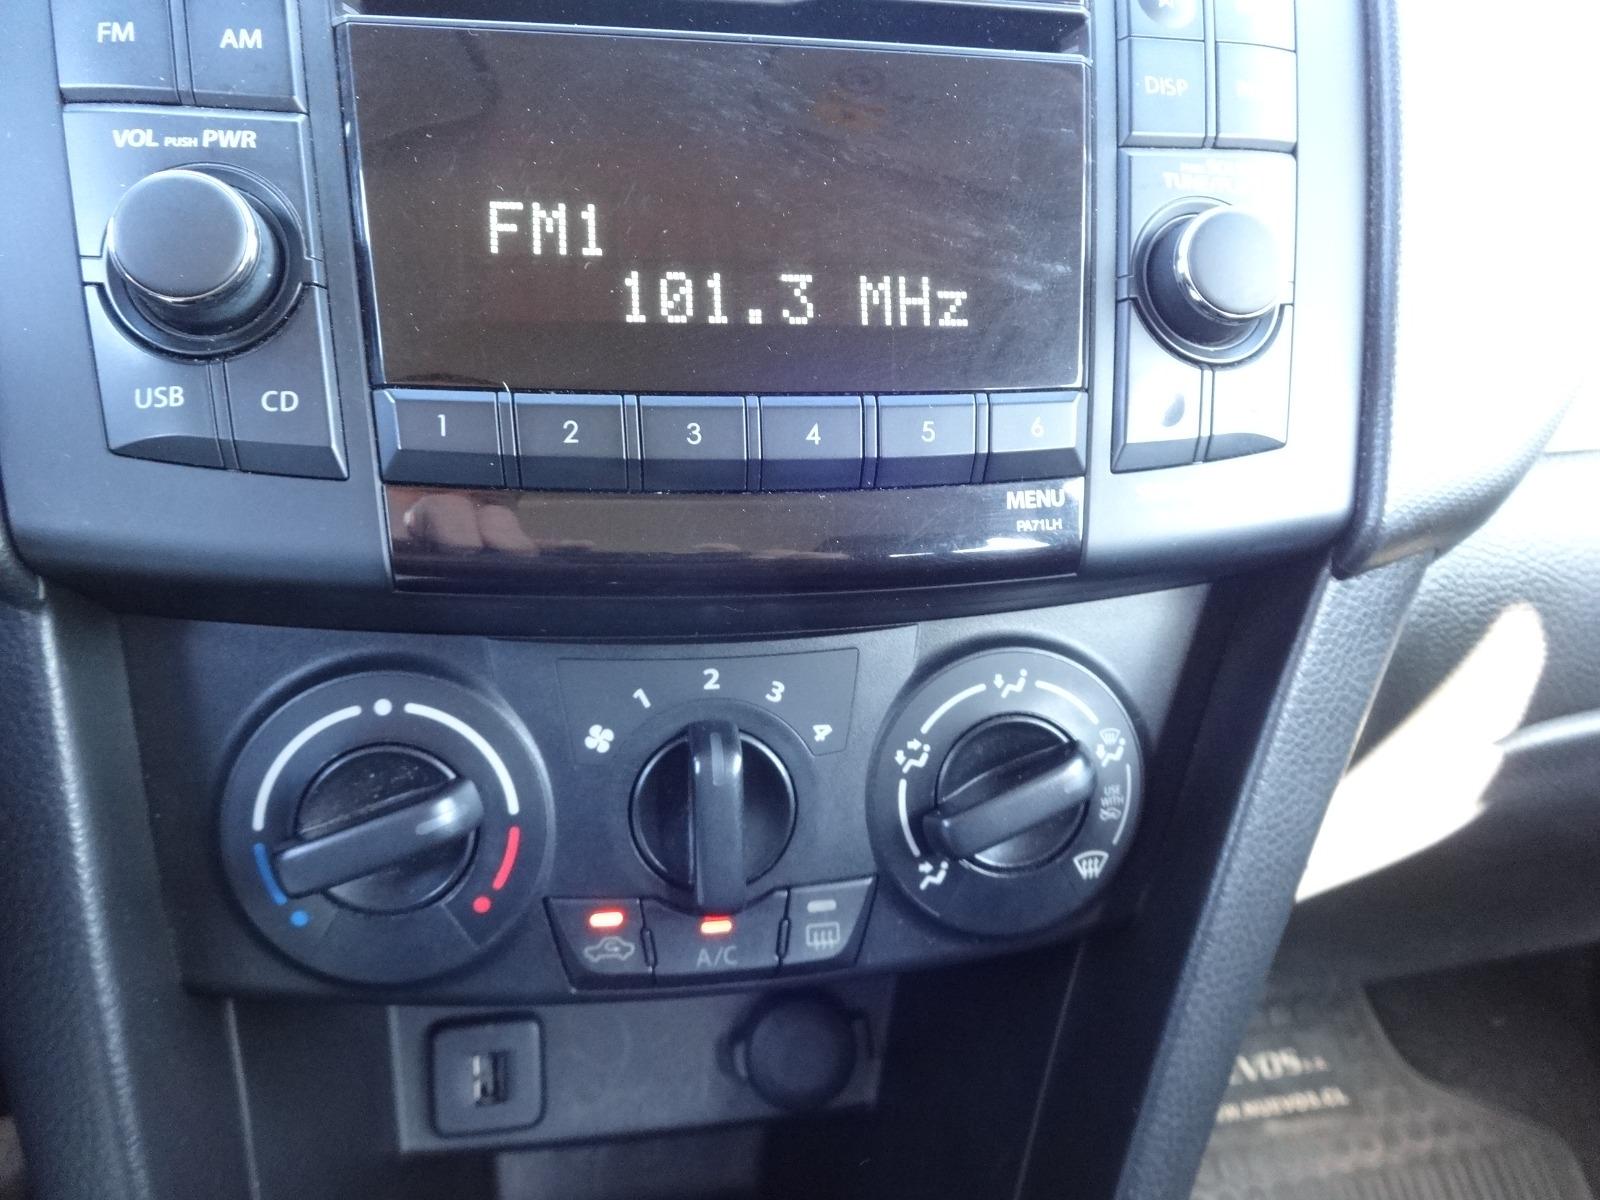 FM
AM
DISP
VOL PUSH PWR
FM1
101.3 MHz
USB
CD
1
2
3
4
5
6
MENU
PA71LH
1
2
3
4
USE
WITH
A/C